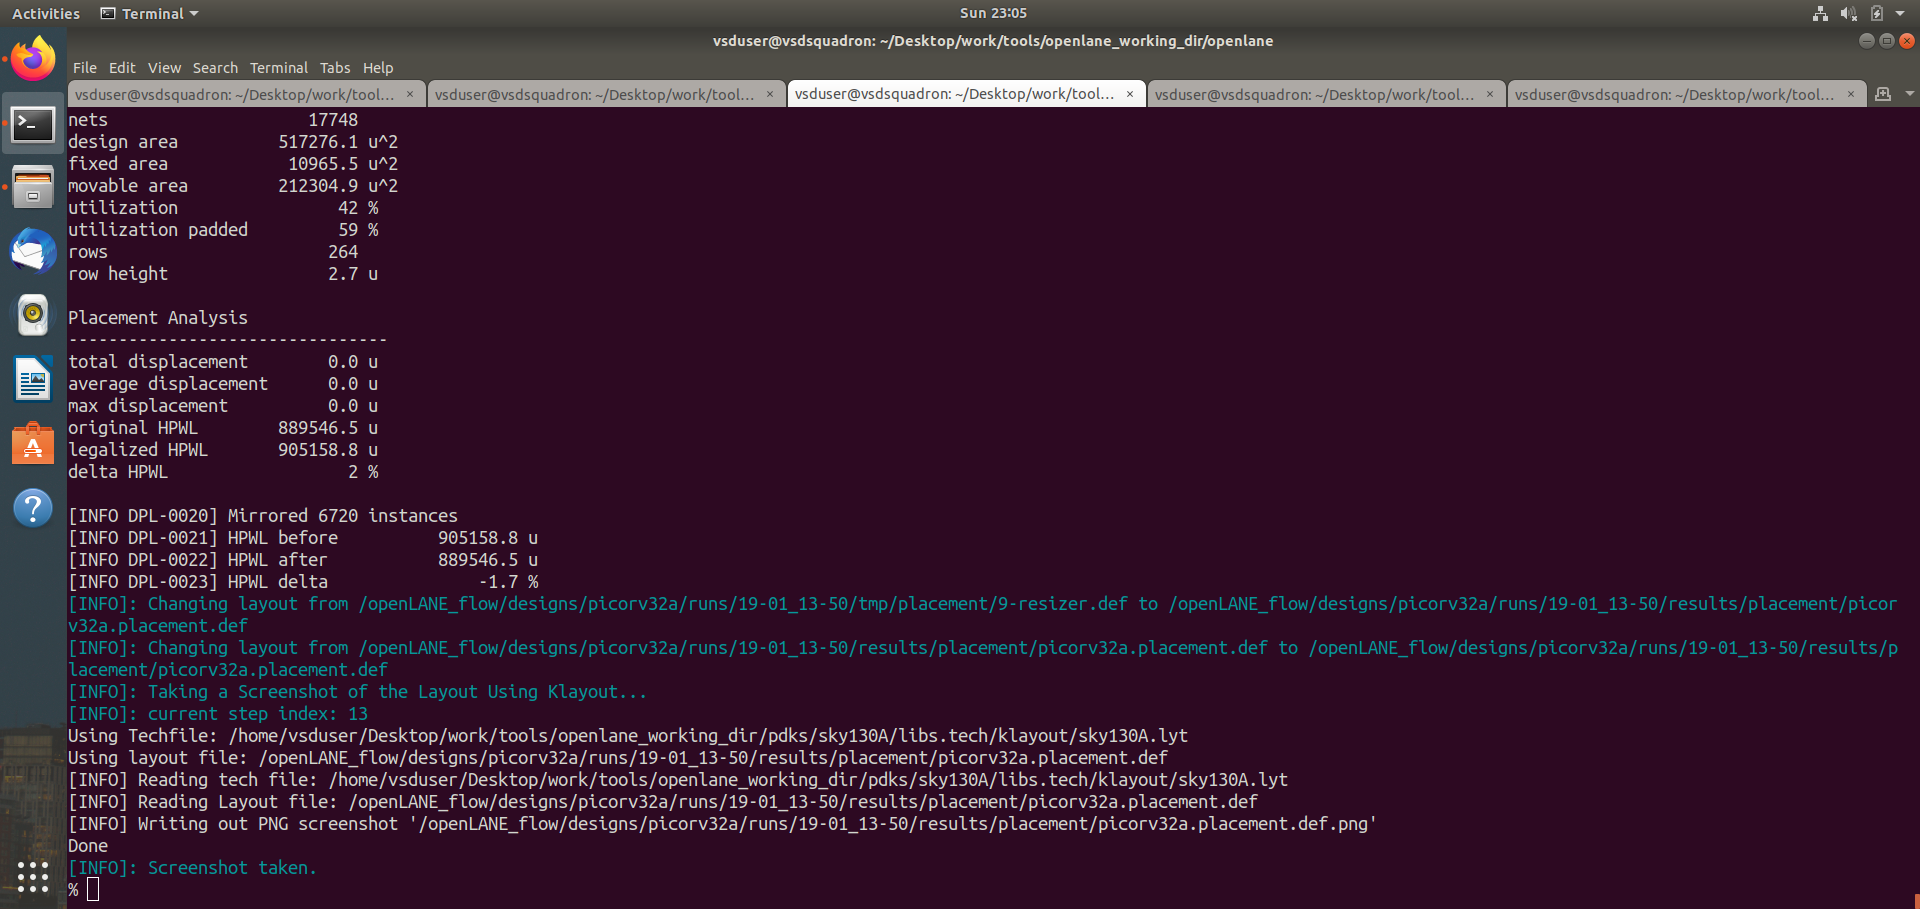 Activities Terminal Sun 23:05
vsduser@vsdsquadron: ~/Desktop/work/tools/openlane_working_dir/openlane
File Edit View Search Terminal Tabs Help
vsduser@vsdsquadron: ~/Desktop/work/tool... × vsduser@vsdsquadron: ~/Desktop/work/tool... × vsduser@vsdsquadron: ~/Desktop/work/tool... × vsduser@vsdsquadron: ~/Desktop/work/tool... × vsduser@vsdsquadron: ~/Desktop/work/tool... ×
nets 17748
design area 517276.1 u^2
fixed area 10965.5 u^2
movable area 212304.9 u^2
utilization 42 %
utilization padded 59 %
rows 264
row height 2.7 u
Placement Analysis
--------------------------------
total displacement 0.0 u
average displacement 0.0 u
max displacement 0.0 u
original HPWL 889546.5 u
legalized HPWL 905158.8 u
delta HPWL 2 %
[INFO DPL-0020] Mirrored 6720 instances
[INFO DPL-0021] HPWL before 905158.8 u
[INFO DPL-0022] HPWL after 889546.5 u
[INFO DPL-0023] HPWL delta -1.7 %
[INFO]: Changing layout from /openLANE_flow/designs/picorv32a/runs/19-01_13-50/tmp/placement/9-resizer.def to /openLANE_flow/designs/picorv32a/runs/19-01_13-50/results/placement/picor
v32a.placement.def
[INFO]: Changing layout from /openLANE_flow/designs/picorv32a/runs/19-01_13-50/results/placement/picorv32a.placement.def to /openLANE_flow/designs/picorv32a/runs/19-01_13-50/results/p
lacement/picorv32a.placement.def
[INFO]: Taking a Screenshot of the Layout Using Klayout...
[INFO]: current step index: 13
Using Techfile: /home/vsduser/Desktop/work/tools/openlane_working_dir/pdks/sky130A/libs.tech/klayout/sky130A.lyt
Using layout file: /openLANE_flow/designs/picorv32a/runs/19-01_13-50/results/placement/picorv32a.placement.def
[INFO] Reading tech file: /home/vsduser/Desktop/work/tools/openlane_working_dir/pdks/sky130A/libs.tech/klayout/sky130A.lyt
[INFO] Reading Layout file: /openLANE_flow/designs/picorv32a/runs/19-01_13-50/results/placement/picorv32a.placement.def
[INFO] Writing out PNG screenshot '/openLANE_flow/designs/picorv32a/runs/19-01_13-50/results/placement/picorv32a.placement.def.png'
Done
[INFO]: Screenshot taken.
%